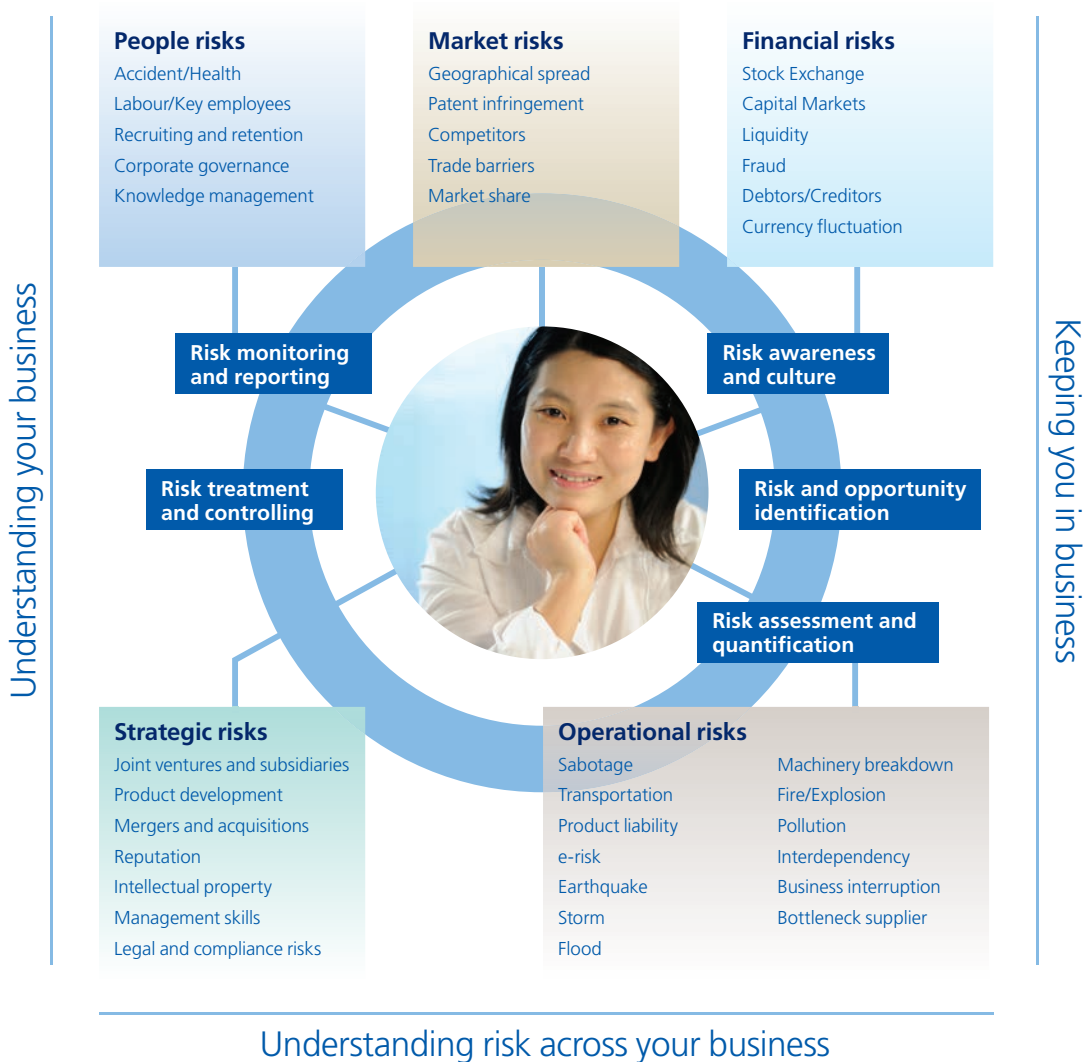 People risks
Accident/Health
Labour/Key employees
Recruiting and retention
Corporate governance
Knowledge management
Market risks
Geographical spread
Patent infringement
Competitors
Trade barriers
Market share
Financial risks
Stock Exchange
Capital Markets
Liquidity
Fraud
Debtors/Creditors
Currency fluctuation
Understanding your business
Keeping you in business
Risk monitoring
and reporting
Risk awareness
and culture
Risk treatment
and controlling
Risk and opportunity
identification
Risk assessment and
quantification
Strategic risks
Joint ventures and subsidiaries
Product development
Mergers and acquisitions
Reputation
Intellectual property
Management skills
Legal and compliance risks
Operational risks
Sabotage
Transportation
Product liability
e-risk
Earthquake
Storm
Flood
Machinery breakdown
Fire/Explosion
Pollution
Interdependency
Business interruption
Bottleneck supplier
Understanding risk across your business